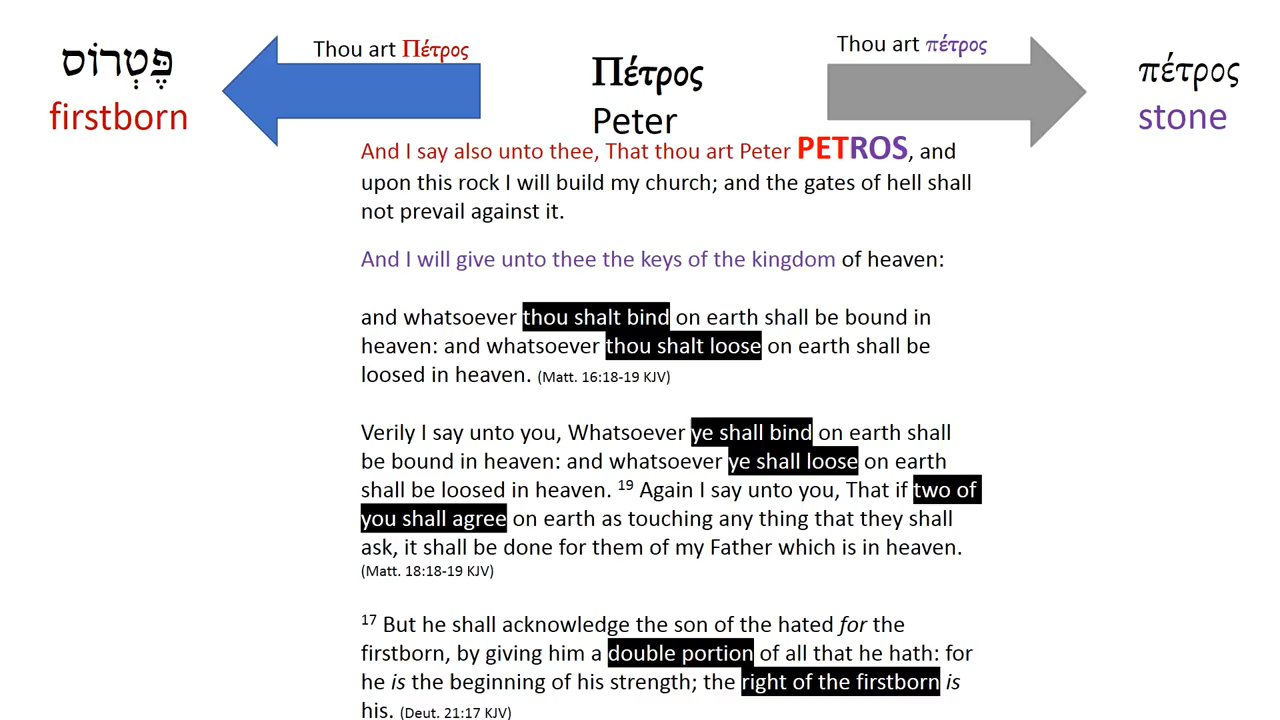 פֶּטְרוֹס
firstborn
Thou art Πέτρος
Πέτρος
Peter
Thou art πέτρος
πέτρος
stone
And I say also unto thee, That thou art Peter PETROS, and
upon this rock I will build my church; and the gates of hell shall
not prevail against it.
And I will give unto thee the keys of the kingdom of heaven:
and whatsoever thou shalt bind on earth shall be bound in
heaven: and whatsoever thou shalt loose on earth shall be
loosed in heaven. (Matt. 16:18-19 KJV)
Verily I say unto you, Whatsoever ye shall bind on earth shall
be bound in heaven: and whatsoever ye shall loose on earth
shall be loosed in heaven. 19 Again I say unto you, That if two of
you shall agree on earth as touching any thing that they shall
ask, it shall be done for them of my Father which is in heaven.
(Matt. 18:18-19 KJV)
17 But he shall acknowledge the son of the hated for the
firstborn, by giving him a double portion of all that he hath: for
he is the beginning of his strength; the right of the firstborn is
his. (Deut. 21:17 KJV)